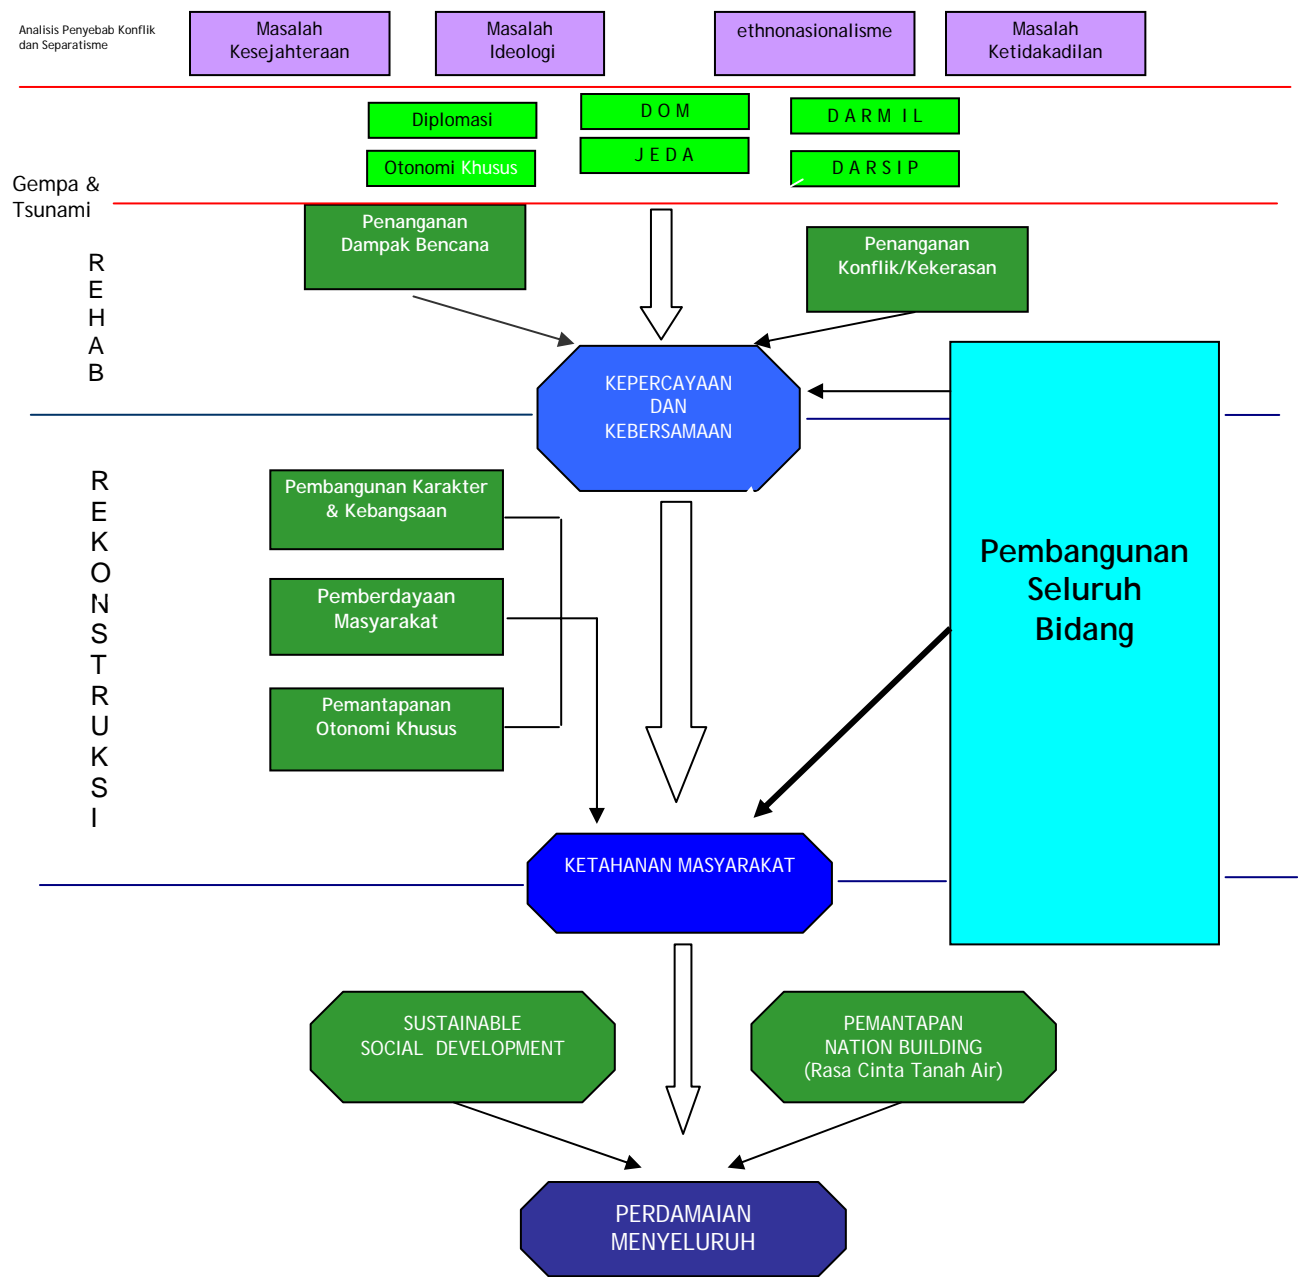 Analisis Penyebab Konflik
dan Separatisme
Masalah
Kesejahteraan
Masalah
Ideologi
ethnonasionalisme
Masalah
Ketidakadilan
Diplomasi
D O M
D A R M I L
Otonomi Khusus
J E D A
D A R S I P
Gempa &
Tsunami
Penanganan
Dampak Bencana
Penanganan
Konflik/Kekerasan
R
E
H
A
B
KEPERCAYAAN
DAN
KEBERSAMAAN
R
E
K
O
N
S
T
R
U
K
S
I
Pembangunan Karakter
& Kebangsaan
Pemberdayaan
Masyarakat
Pemantapan
Otonomi Khusus
Pembangunan
Seluruh
Bidang
KETAHANAN MASYARAKAT
SUSTAINABLE
SOCIAL DEVELOPMENT
PEMANTAPAN
NATION BUILDING
(Rasa Cinta Tanah Air)
PERDAMAIAN
MENYELURUH